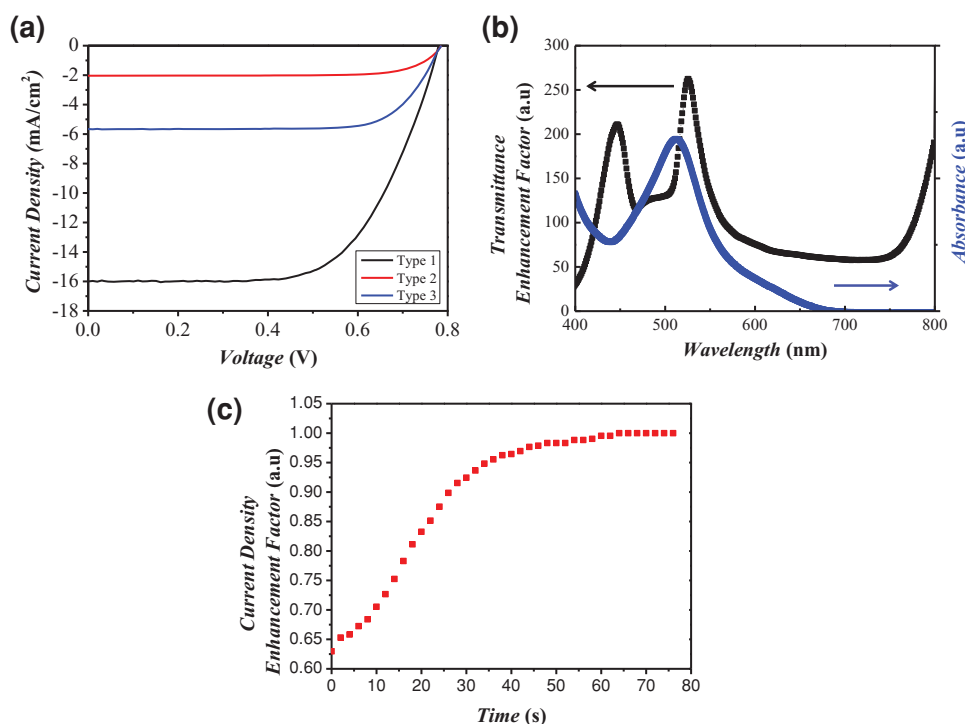 (a)
0
-2
-4
-6
-8
-10
-12
-14
-16
-18
0.0 0.2 0.4 0.6 0.8
Current Density (mA/cm²)
Voltage (V)
Type 1
Type 2
Type 3
(b)
300
250
200
150
100
50
0
400 500 600 700 800
Transmittance
Enhancement Factor (a.u)
Absorbance (a.u)
Wavelength (nm)
(c)
1.05
1.00
0.95
0.90
0.85
0.80
0.75
0.70
0.65
0.60
0 10 20 30 40 50 60 70 80
Current Density
Enhancement Factor (a.u)
Time (s)